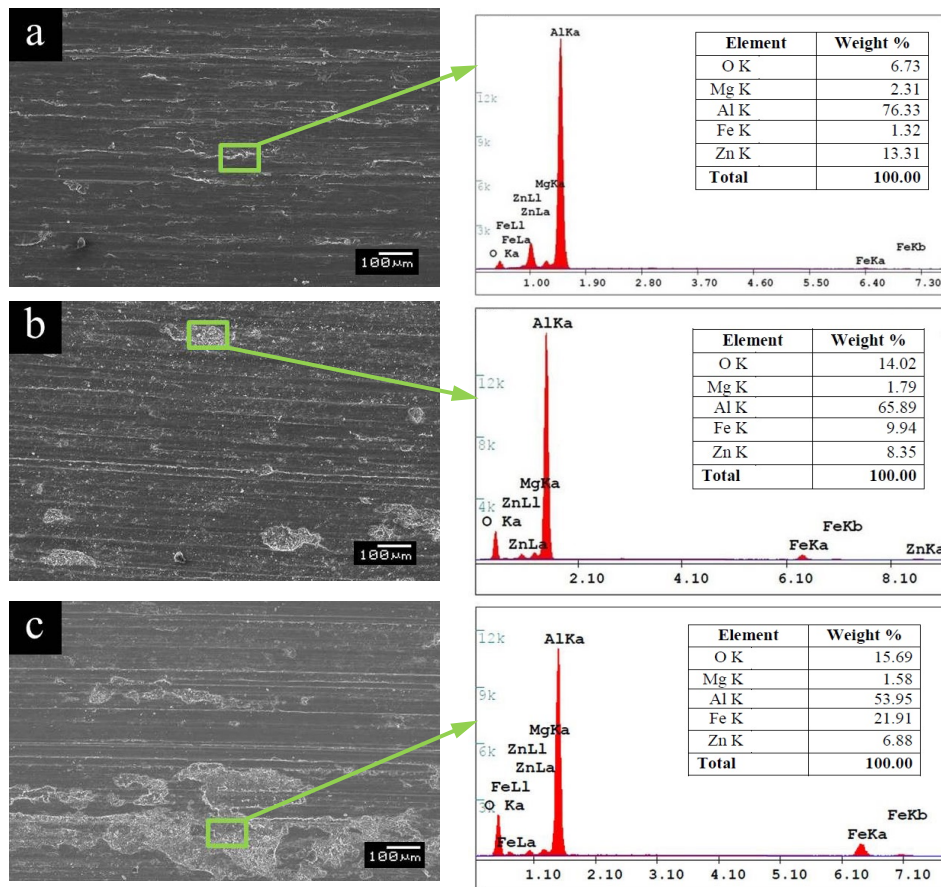 a
100μm
AlKa
12k
9k
6k
3k
MgKa
ZnLl
ZnLa
FeLl
FeLa
O Ka
FeKa
FeKb
1.00 1.90 2.80 3.70 4.60 5.50 6.40 7.30
Element Weight %
O K 6.73
Mg K 2.31
Al K 76.33
Fe K 1.32
Zn K 13.31
Total 100.00
b
100μm
AlKa
12k
8k
4k
MgKa
ZnLl
O Ka
ZnLa
FeKb
FeKa
ZnKa
2.10 4.10 6.10 8.10
Element Weight %
O K 14.02
Mg K 1.79
Al K 65.89
Fe K 9.94
Zn K 8.35
Total 100.00
c
100μm
12k
AlKa
9k
6k
3k
MgKa
ZnLl
ZnLa
FeLl
O Ka
FeLa
FeKb
FeKa
1.10 2.10 3.10 4.10 5.10 6.10 7.10
Element Weight %
O K 15.69
Mg K 1.58
Al K 53.95
Fe K 21.91
Zn K 6.88
Total 100.00